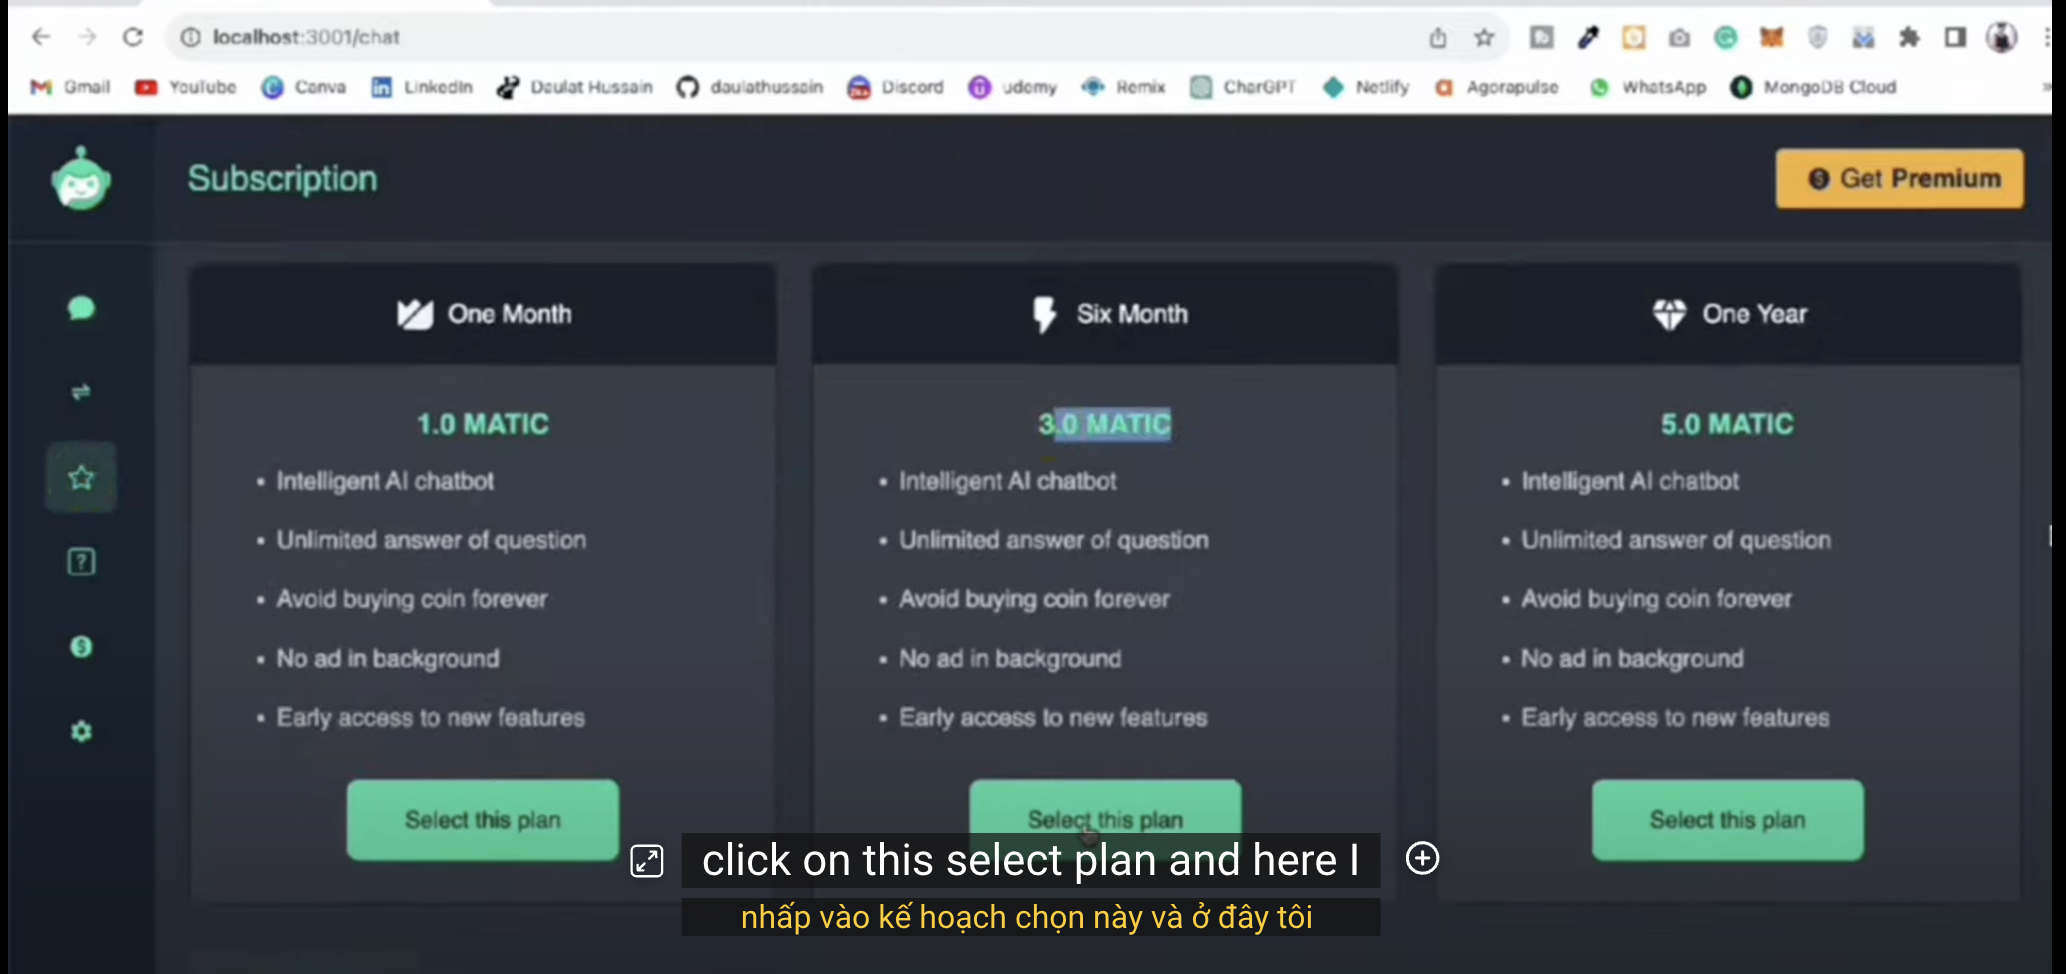 localhost:3001/chat
Gmail YouTube Canva LinkedIn Daulat Hussain daulathussain Discord udemy Remix CharGPT Netlify Agorapulse WhatsApp MongoDB Cloud »
Subscription
Get Premium
One Month
1.0 MATIC
• Intelligent AI chatbot
• Unlimited answer of question
• Avoid buying coin forever
• No ad in background
• Early access to new features
Select this plan
Six Month
3.0 MATIC
• Intelligent AI chatbot
• Unlimited answer of question
• Avoid buying coin forever
• No ad in background
• Early access to new features
Select this plan
One Year
5.0 MATIC
• Intelligent AI chatbot
• Unlimited answer of question
• Avoid buying coin forever
• No ad in background
• Early access to new features
Select this plan
click on this select plan and here I
nhấp vào kế hoạch chọn này và ở đây tôi